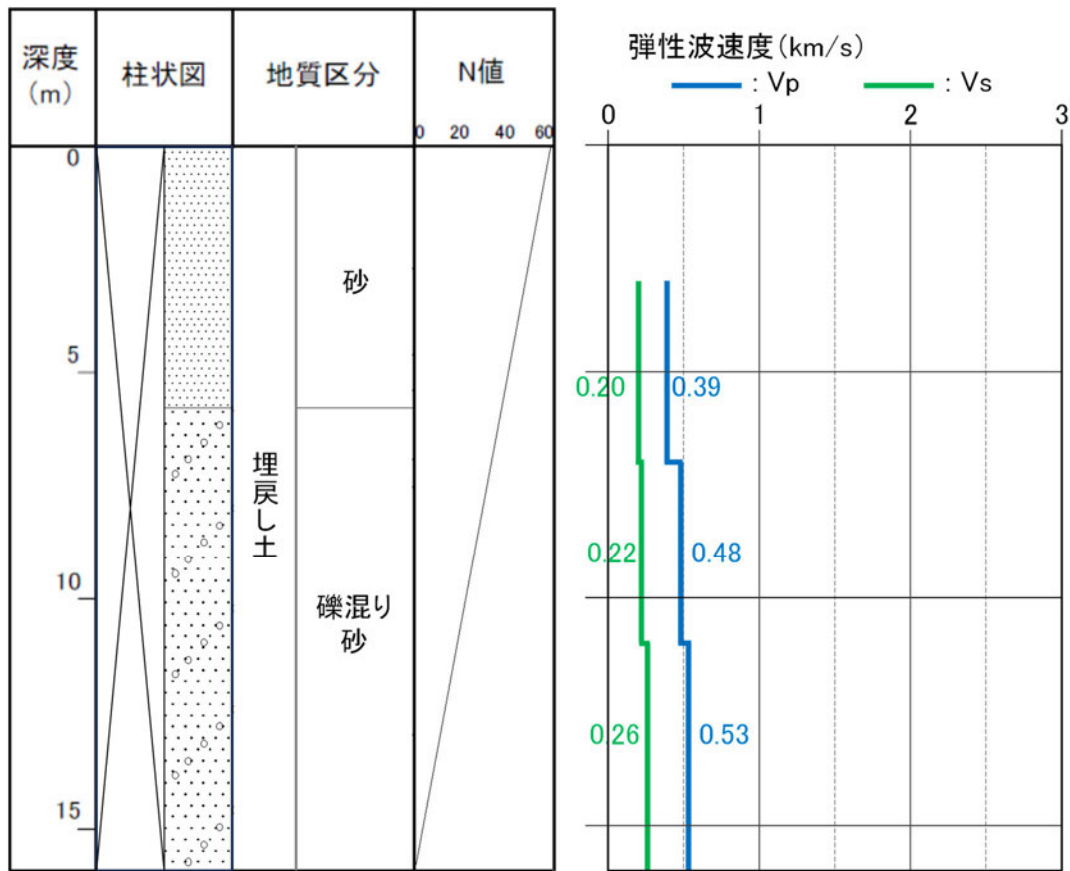 深度
(m)
柱状図
地質区分
N値
0 20 40 60
0
5
10
15
砂
埋戻し土
礫混り
砂
弾性波速度(km/s)
: Vp : Vs
0 1 2 3
0.20 0.39
0.22 0.48
0.26 0.53